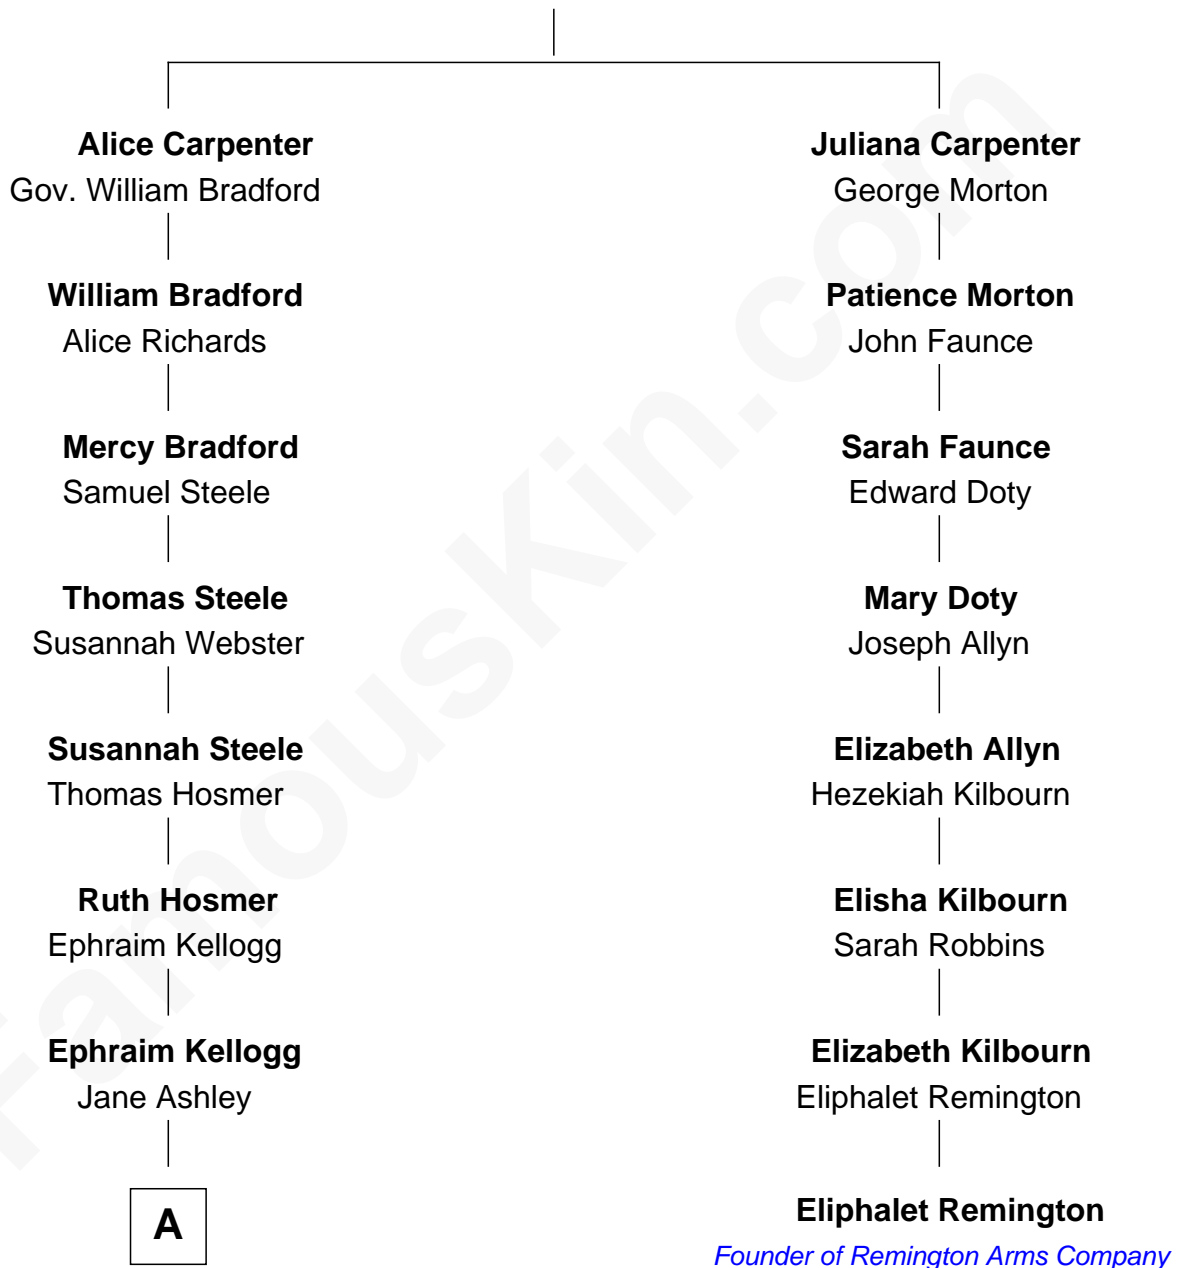 Alice Carpenter
Gov. William Bradford
William Bradford
Alice Richards
Mercy Bradford
Samuel Steele
Thomas Steele
Susannah Webster
Susannah Steele
Thomas Hosmer
Ruth Hosmer
Ephraim Kellogg
Ephraim Kellogg
Jane Ashley
A
Juliana Carpenter
George Morton
Patience Morton
John Faunce
Sarah Faunce
Edward Doty
Mary Doty
Joseph Allyn
Elizabeth Allyn
Hezekiah Kilbourn
Elisha Kilbourn
Sarah Robbins
Elizabeth Kilbourn
Eliphalet Remington
Eliphalet Remington
Founder of Remington Arms Company
FamousKin.com